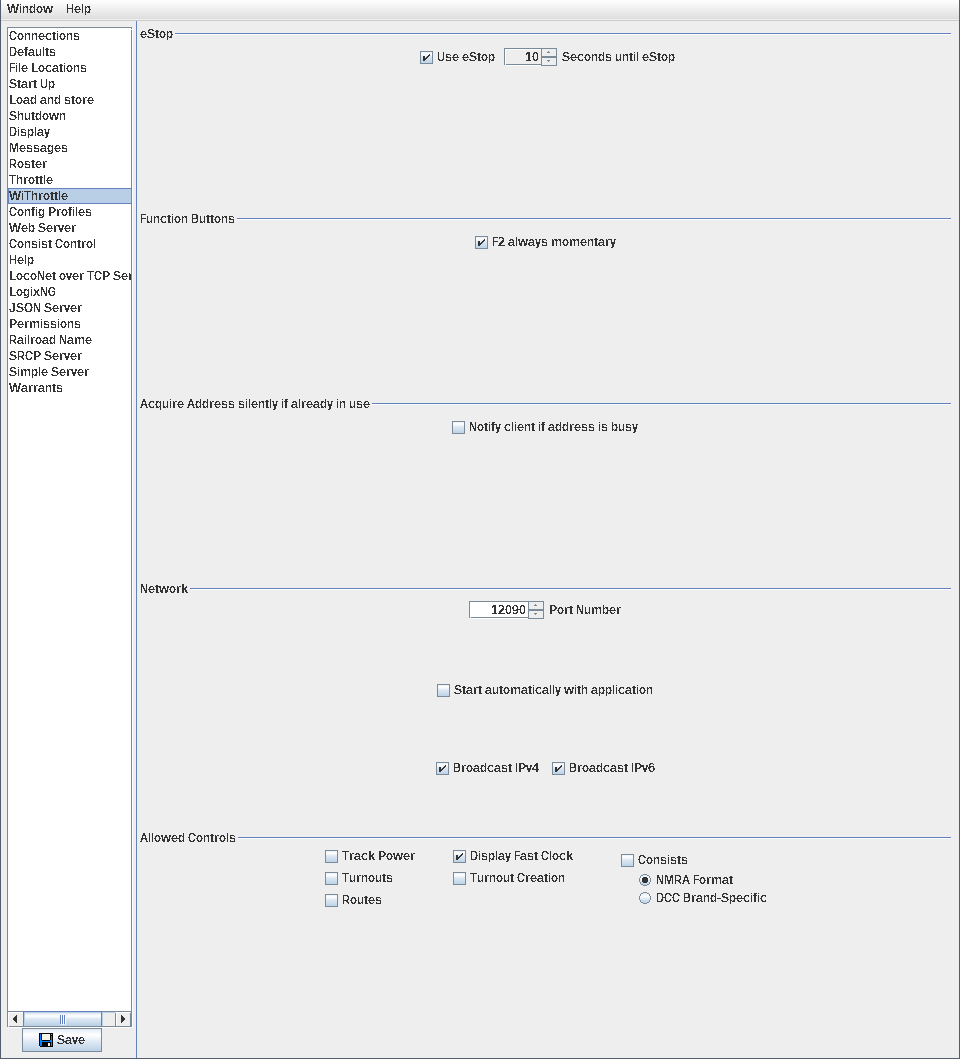 Window Help
Connections
Defaults
File Locations
Start Up
Load and store
Shutdown
Display
Messages
Roster
Throttle
WiThrottle
Config Profiles
Web Server
Consist Control
Help
LocoNet over TCP Ser
LogixNG
JSON Server
Permissions
Railroad Name
SRCP Server
Simple Server
Warrants
Save
eStop
Use eStop 10 Seconds until eStop
Function Buttons
F2 always momentary
Acquire Address silently if already in use
Notify client if address is busy
Network
12090 Port Number
Start automatically with application
Broadcast IPv4 Broadcast IPv6
Allowed Controls
Track Power Display Fast Clock Consists
Turnouts Turnout Creation NMRA Format
Routes DCC Brand-Specific